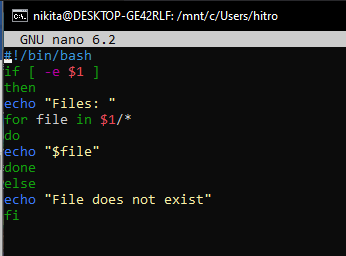 nikita@DESKTOP-GE42RLF: /mnt/c/Users/hitro
GNU nano 6.2
#!/bin/bash
if [ -e $1 ]
then
echo "Files: "
for file in $1/*
do
echo "$file"
done
else
echo "File does not exist"
fi